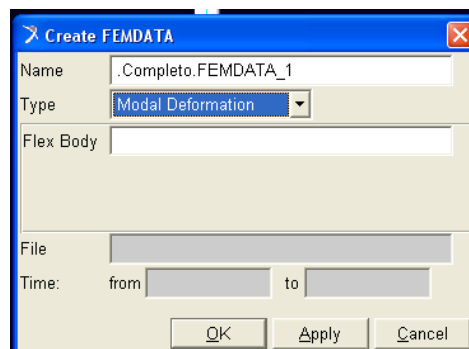 Create FEMDATA
Name .Completo.FEMDATA_1
Type Modal Deformation
Flex Body
File
Time: from to
OK Apply Cancel